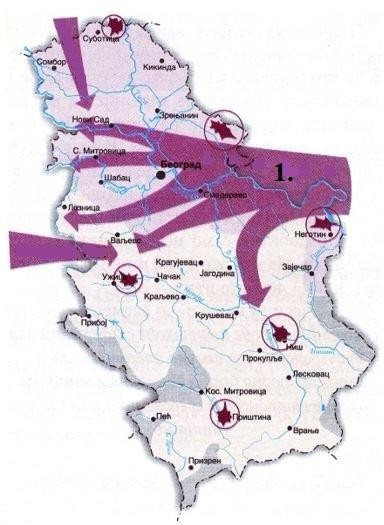 Суботица
Сомбор
Кикинда
Нови Сад
Зрењанин
С. Митровица
Београд
1.
Шабац
Смедерево
Лозница
Неготин
Ваљево
Крагујевац
Ужице
Чачак
Јагодина
Зајечар
Краљево
Крушевац
Прибој
Ниш
Прокупље
Лесковац
Кос. Митровица
Пећ
Приштина
Врање
Призрен